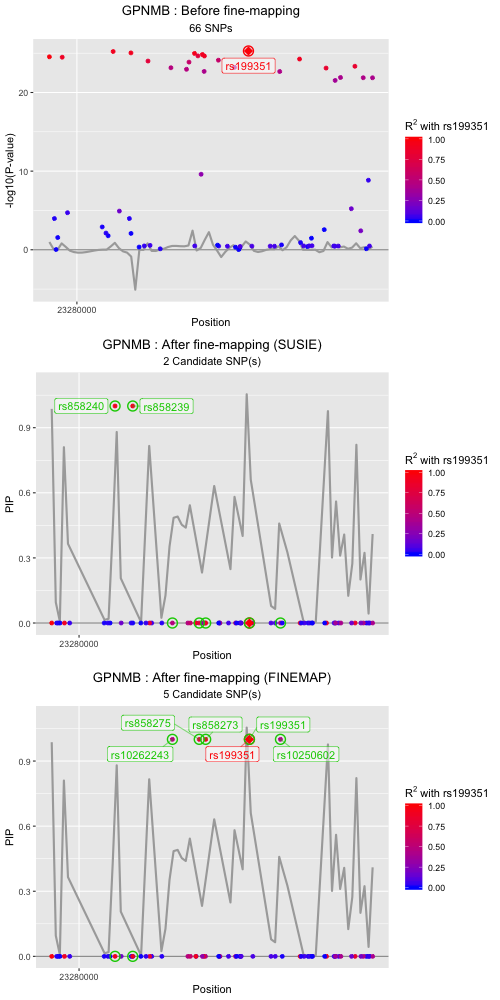 GPNMB : Before fine-mapping
66 SNPs
-log10(P-value)
20
10
0
rs199351
23280000
Position
R² with rs199351
1.00
0.75
0.50
0.25
0.00
GPNMB : After fine-mapping (SUSIE)
2 Candidate SNP(s)
PIP
0.9
0.6
0.3
0.0
rs858240
rs858239
23280000
Position
R² with rs199351
1.00
0.75
0.50
0.25
0.00
GPNMB : After fine-mapping (FINEMAP)
5 Candidate SNP(s)
PIP
0.9
0.6
0.3
0.0
rs858275
rs858273
rs199351
rs10262243
rs199351
rs10250602
23280000
Position
R² with rs199351
1.00
0.75
0.50
0.25
0.00